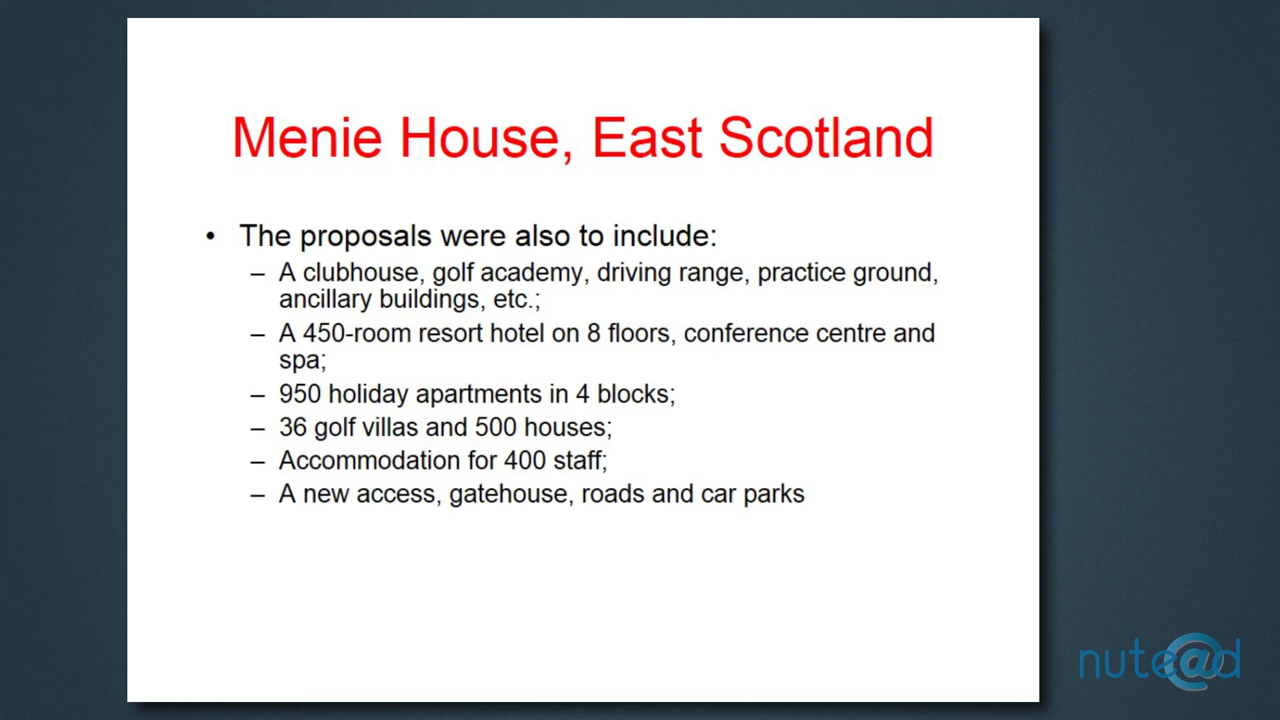 Menie House, East Scotland
• The proposals were also to include:
– A clubhouse, golf academy, driving range, practice ground,
ancillary buildings, etc.;
– A 450-room resort hotel on 8 floors, conference centre and
spa;
– 950 holiday apartments in 4 blocks;
– 36 golf villas and 500 houses;
– Accommodation for 400 staff;
– A new access, gatehouse, roads and car parks
nute@d